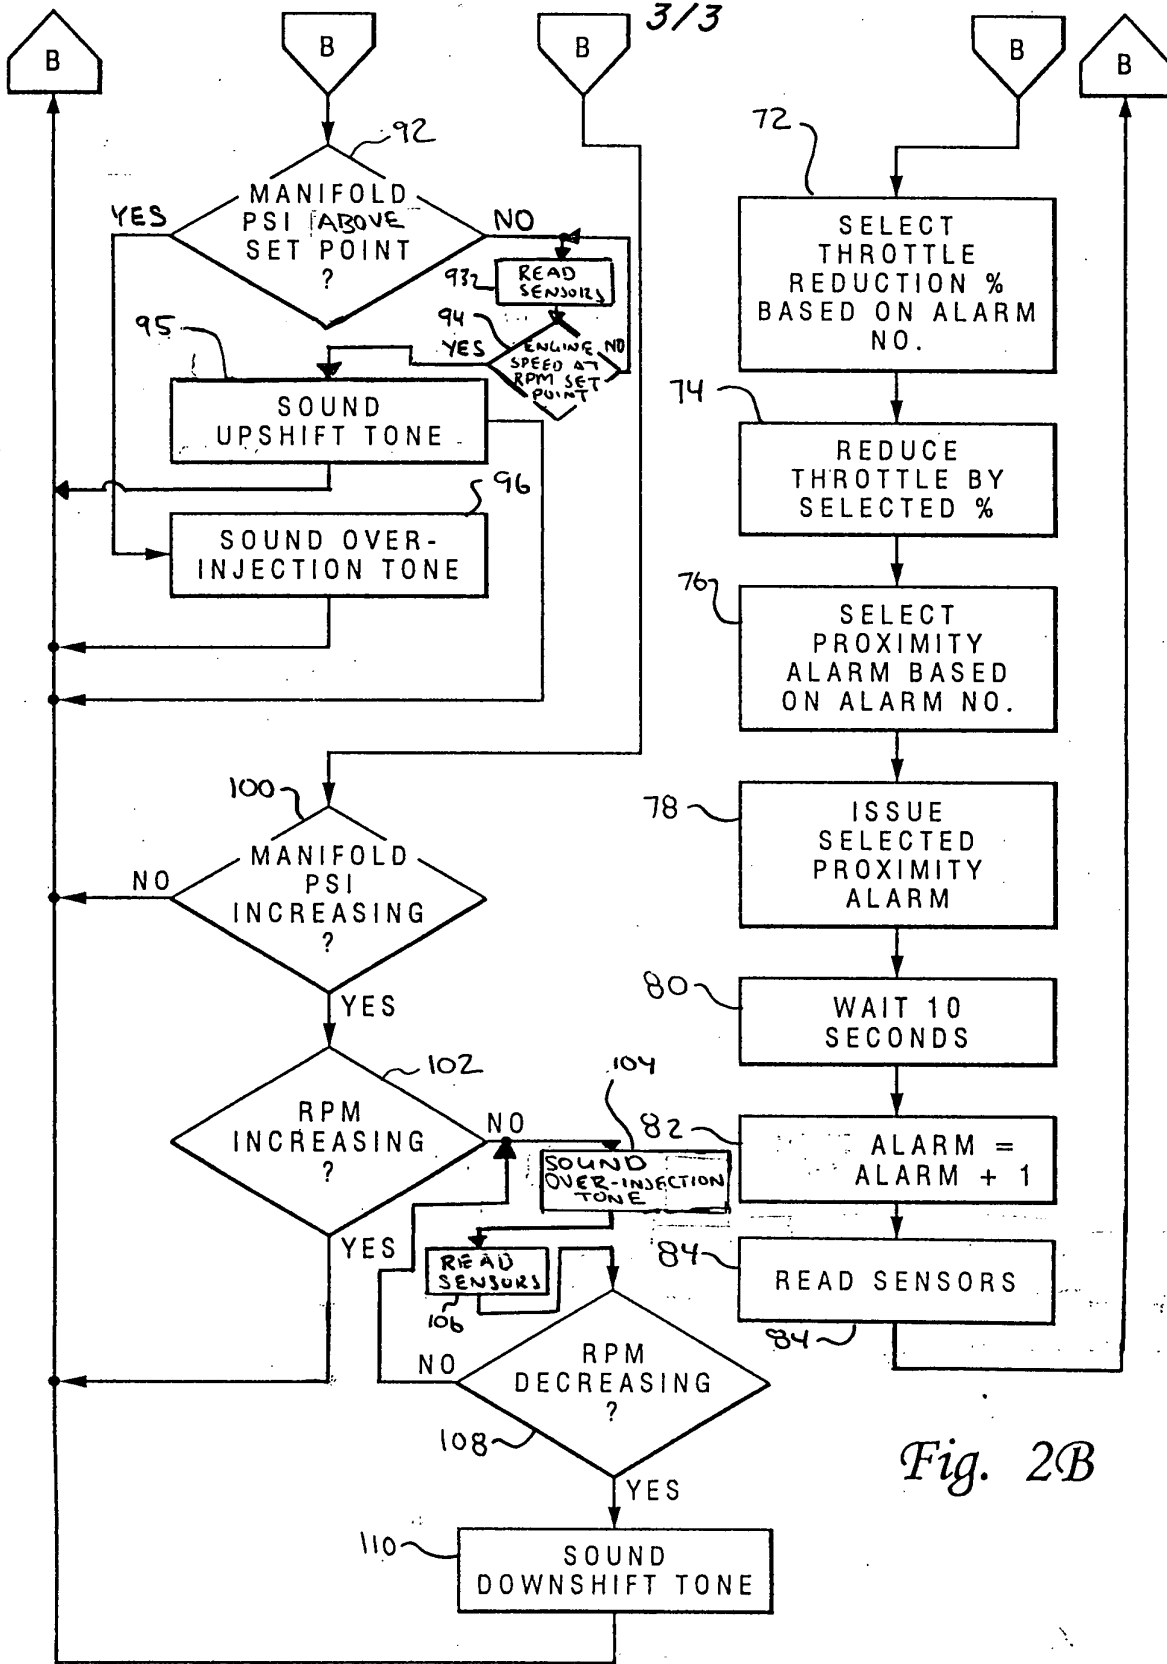 3/3
B
B
B
B
B
92
MANIFOLD
PSI ABOVE
SET POINT
?
YES
NO
932
READ
SENSORS
94
ENGINE
SPEED AT
RPM SET
POINT
YES
NO
95
SOUND
UPSHIFT TONE
96
SOUND OVER-
INJECTION TONE
100
MANIFOLD
PSI
INCREASING
?
NO
YES
102
RPM
INCREASING
?
NO
YES
104
SOUND
OVER-INJECTION
TONE
READ
SENSORS
106
RPM
DECREASING
?
NO
108
YES
110
SOUND
DOWNSHIFT TONE
72
SELECT
THROTTLE
REDUCTION %
BASED ON ALARM
NO.
74
REDUCE
THROTTLE BY
SELECTED %
76
SELECT
PROXIMITY
ALARM BASED
ON ALARM NO.
78
ISSUE
SELECTED
PROXIMITY
ALARM
80
WAIT 10
SECONDS
82
ALARM =
ALARM + 1
84
READ SENSORS
84
Fig. 2B